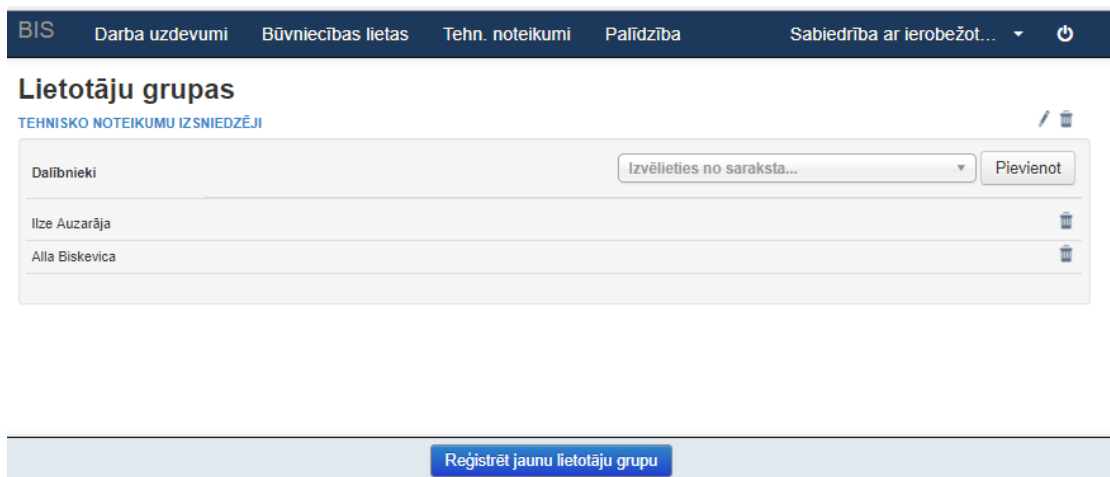 BIS Darba uzdevumi Būvniecības lietas Tehn. noteikumi Palīdzība Sabiedrība ar ierobežot...
Lietotāju grupas
TEHNISKO NOTEIKUMU IZSNIEDZĒJI
Dalībnieki Izvēlieties no saraksta... Pievienot
Ilze Auzarāja
Alla Biskevica
Reģistrēt jaunu lietotāju grupu